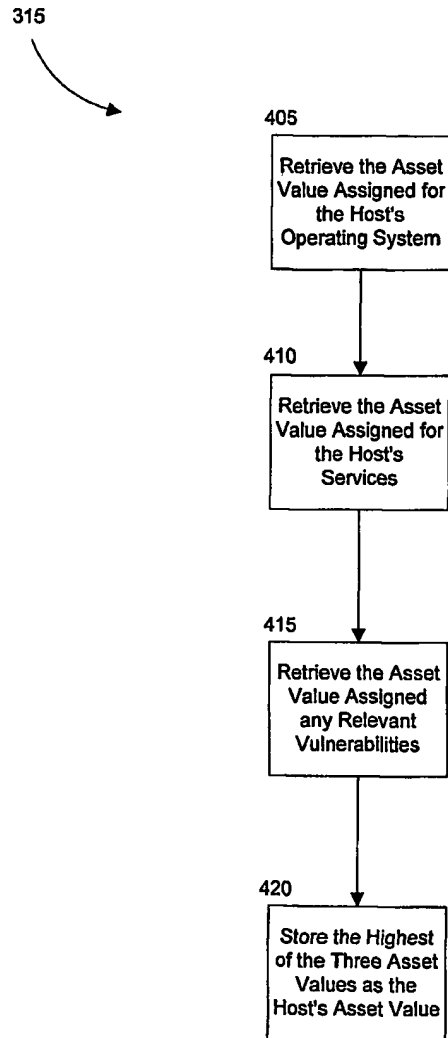 315
405
Retrieve the Asset
Value Assigned for
the Host's
Operating System
410
Retrieve the Asset
Value Assigned for
the Host's
Services
415
Retrieve the Asset
Value Assigned
any Relevant
Vulnerabilities
420
Store the Highest
of the Three Asset
Values as the
Host's Asset Value